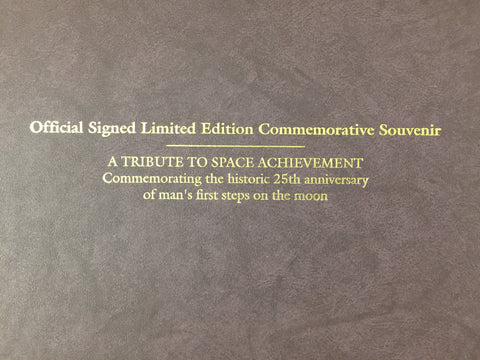 Official Signed Limited Edition Commemorative Souvenir
A TRIBUTE TO SPACE ACHIEVEMENT
Commemorating the historic 25th anniversary
of man's first steps on the moon